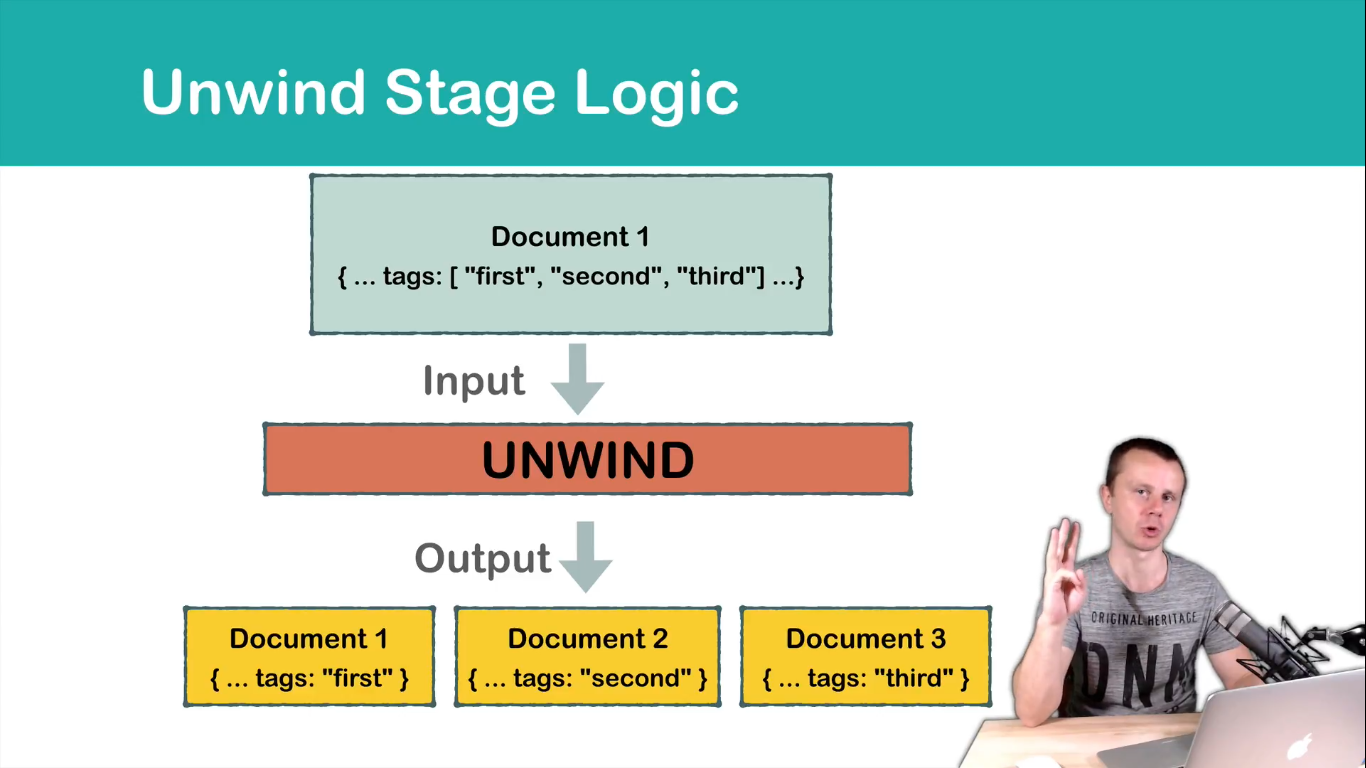 Unwind Stage Logic
Document 1
{ ... tags: [ "first", "second", "third"] ...}
Input
UNWIND
Output
Document 1
{ ... tags: "first" }
Document 2
{ ... tags: "second" }
Document 3
{ ... tags: "third" }
ORIGINAL HERITAGE
DNM